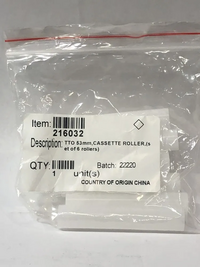 Item:
216032
Description: TTO 53mm,CASSETTE ROLLER,(s
et of 6 rollers)
QTY:
Batch: 22220
1 unit(s)
COUNTRY OF ORIGIN CHINA